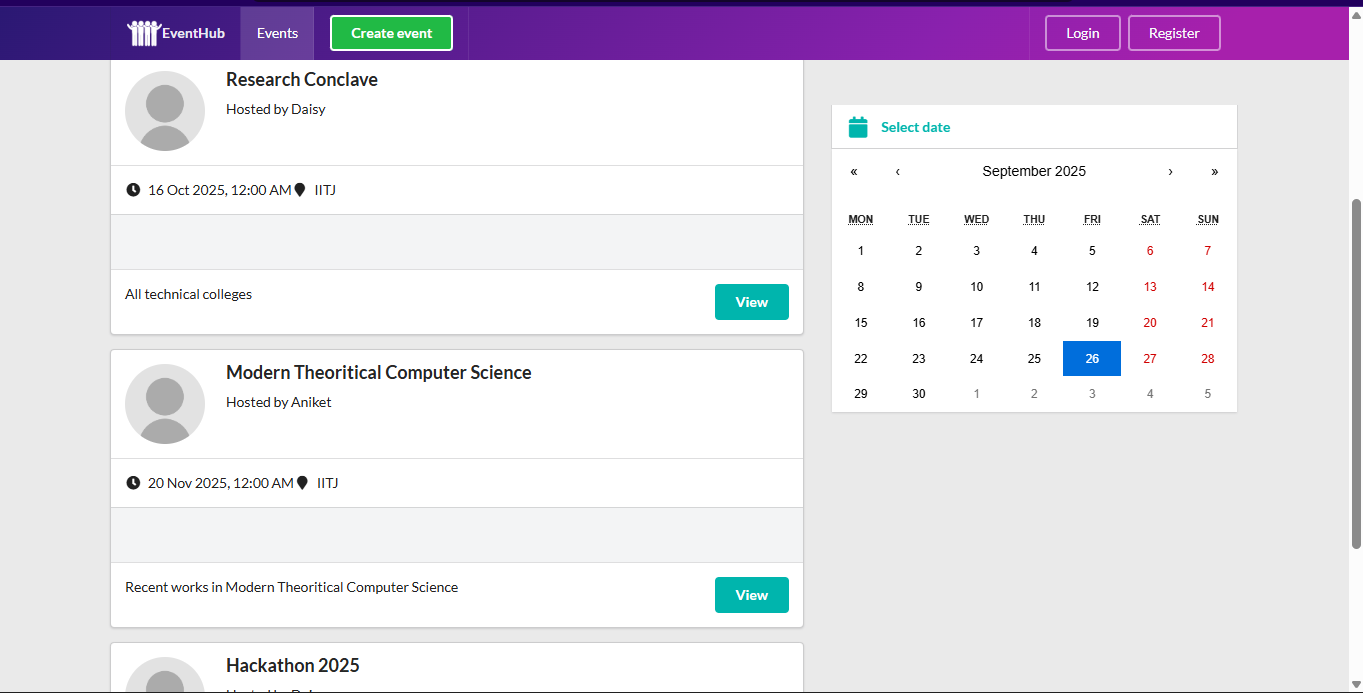 EventHub Events Create event Login Register
Research Conclave
Hosted by Daisy
16 Oct 2025, 12:00 AM IITJ
All technical colleges View
Modern Theoritical Computer Science
Hosted by Aniket
20 Nov 2025, 12:00 AM IITJ
Recent works in Modern Theoritical Computer Science View
Hackathon 2025
Hosted by
Select date
« ‹ September 2025 › »
MON TUE WED THU FRI SAT SUN
1 2 3 4 5 6 7
8 9 10 11 12 13 14
15 16 17 18 19 20 21
22 23 24 25 26 27 28
29 30 1 2 3 4 5